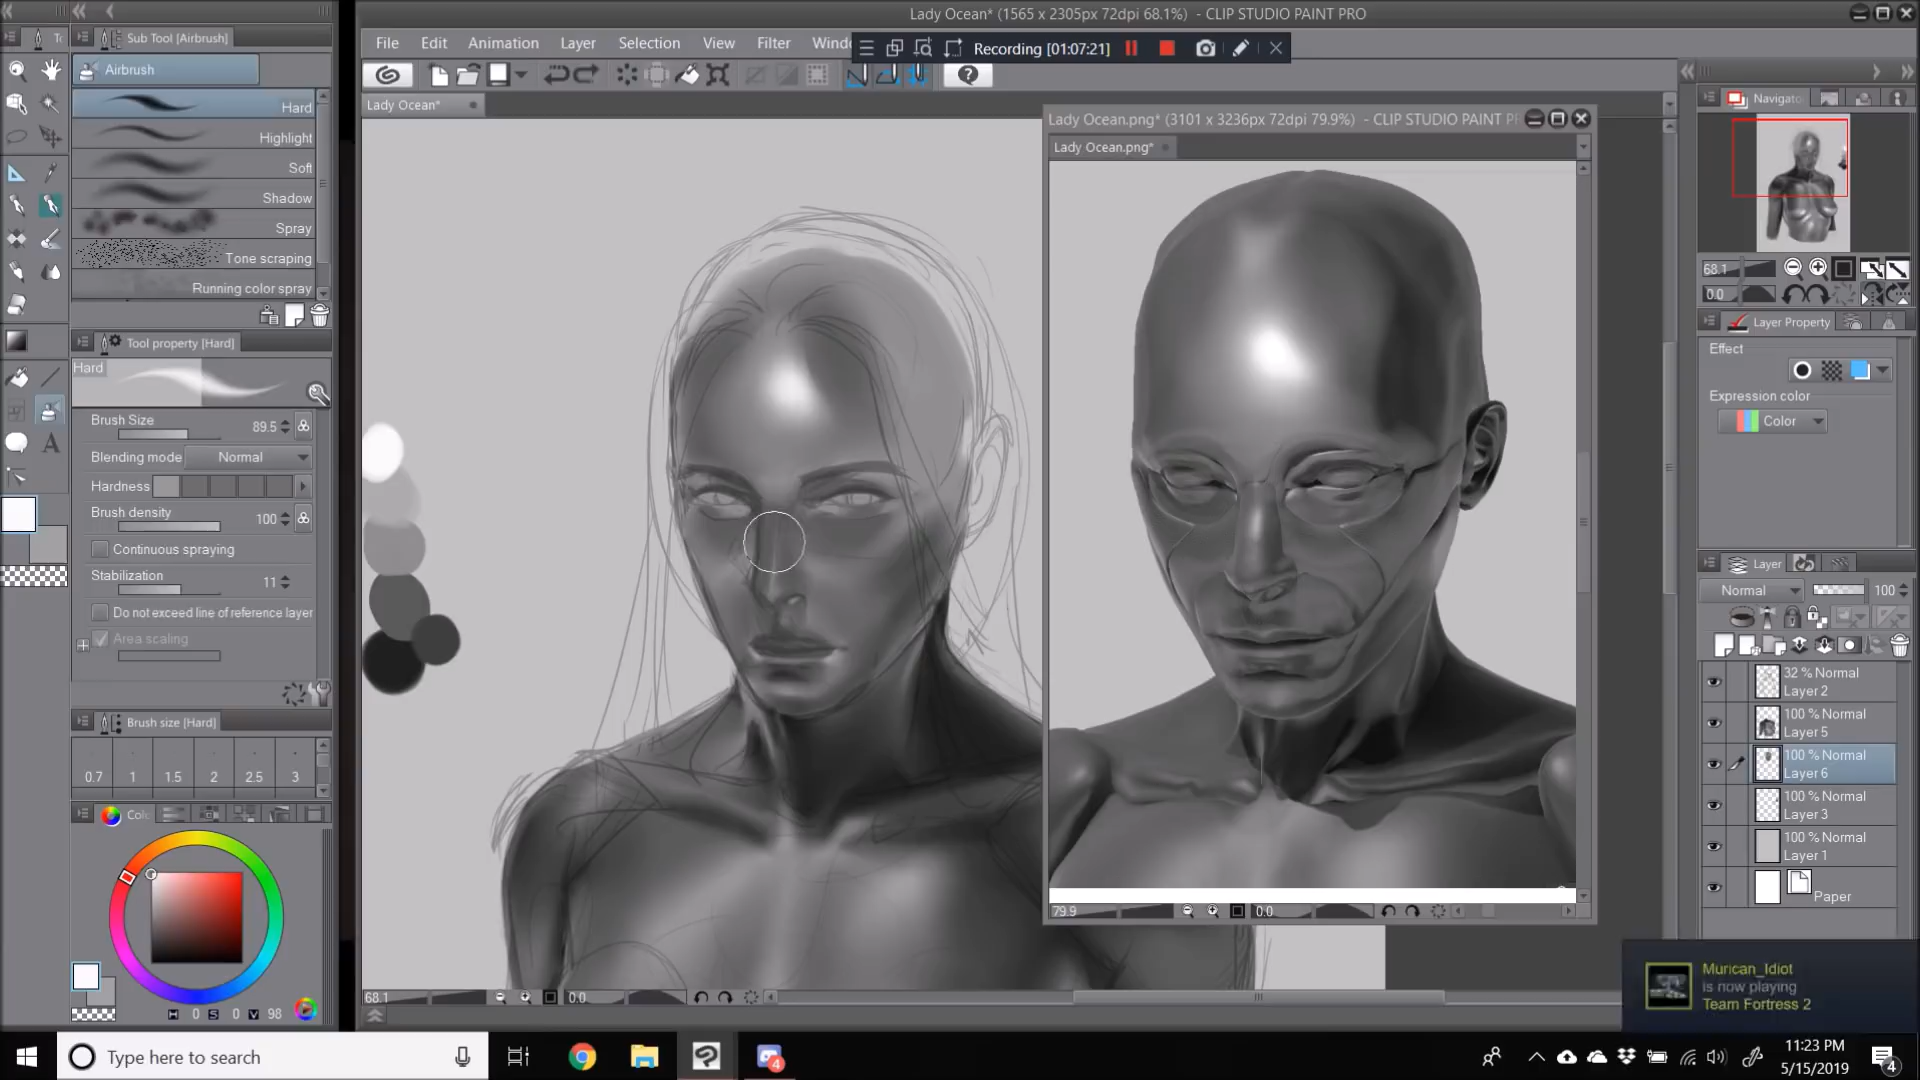 Lady Ocean* (1565 x 2305px 72dpi 68.1%) - CLIP STUDIO PAINT PRO
File Edit Animation Layer Selection View Filter
Recording [01:07:21]
Sub Tool [Airbrush]
Airbrush
Hard
Highlight
Soft
Shadow
Spray
Tone scraping
Running color spray
Tool property [Hard]
Hard
Brush Size 89.5
Blending mode Normal
Hardness
Brush density 100
Continuous spraying
Stabilization 11
Do not exceed line of reference layer
Area scaling
Brush size [Hard]
0.7 1 1.5 2 2.5 3
H 0 S 0 V 98
Lady Ocean*
68.1 0.0
Lady Ocean.png* (3101 x 3236px 72dpi 79.9%) - CLIP STUDIO PAINT
Lady Ocean.png*
79.9 0.0
Navigator
68.1
0.0
Layer Property
Effect
Expression color
Color
Layer
Normal 100
32 % Normal
Layer 2
100 % Normal
Layer 5
100 % Normal
Layer 6
100 % Normal
Layer 3
100 % Normal
Layer 1
Paper
Murican_Idiot
is now playing
Team Fortress 2
Type here to search
4
11:23 PM
5/15/2019
4